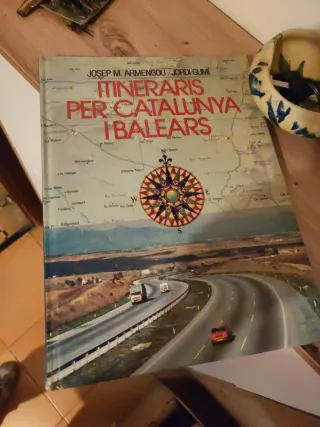 JOSEP M. ARMENGOU / JORDI GUMÍ
ITINERARIS
PER CATALUNYA
I BALEARS
W
E
S